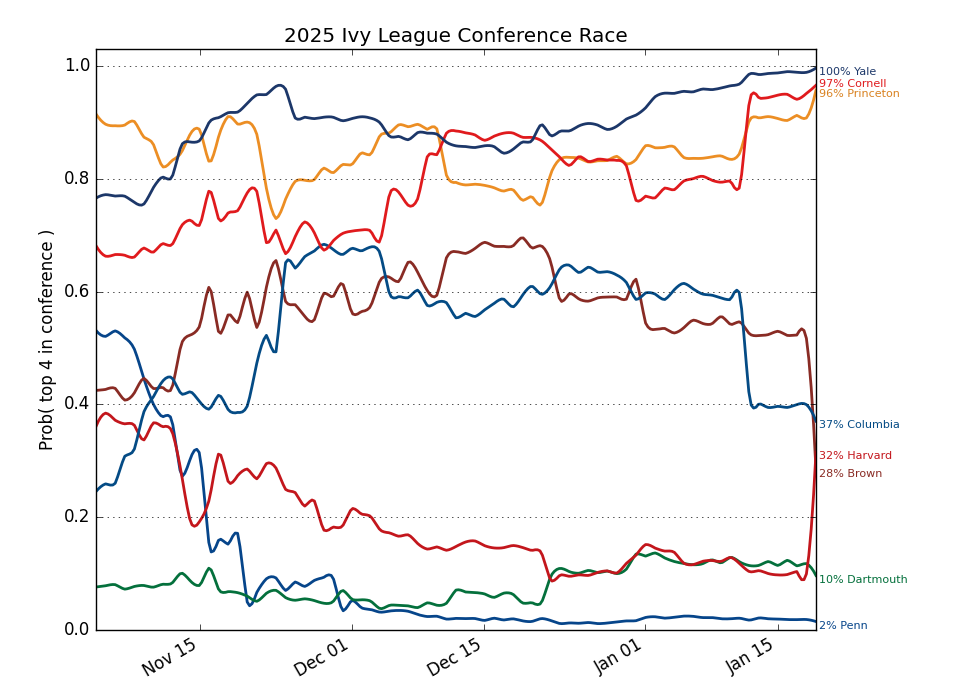 2025 Ivy League Conference Race
Prob( top 4 in conference )
1.0
0.8
0.6
0.4
0.2
0.0
Nov 15
Dec 01
Dec 15
Jan 01
Jan 15
100% Yale
97% Cornell
96% Princeton
37% Columbia
32% Harvard
28% Brown
10% Dartmouth
2% Penn